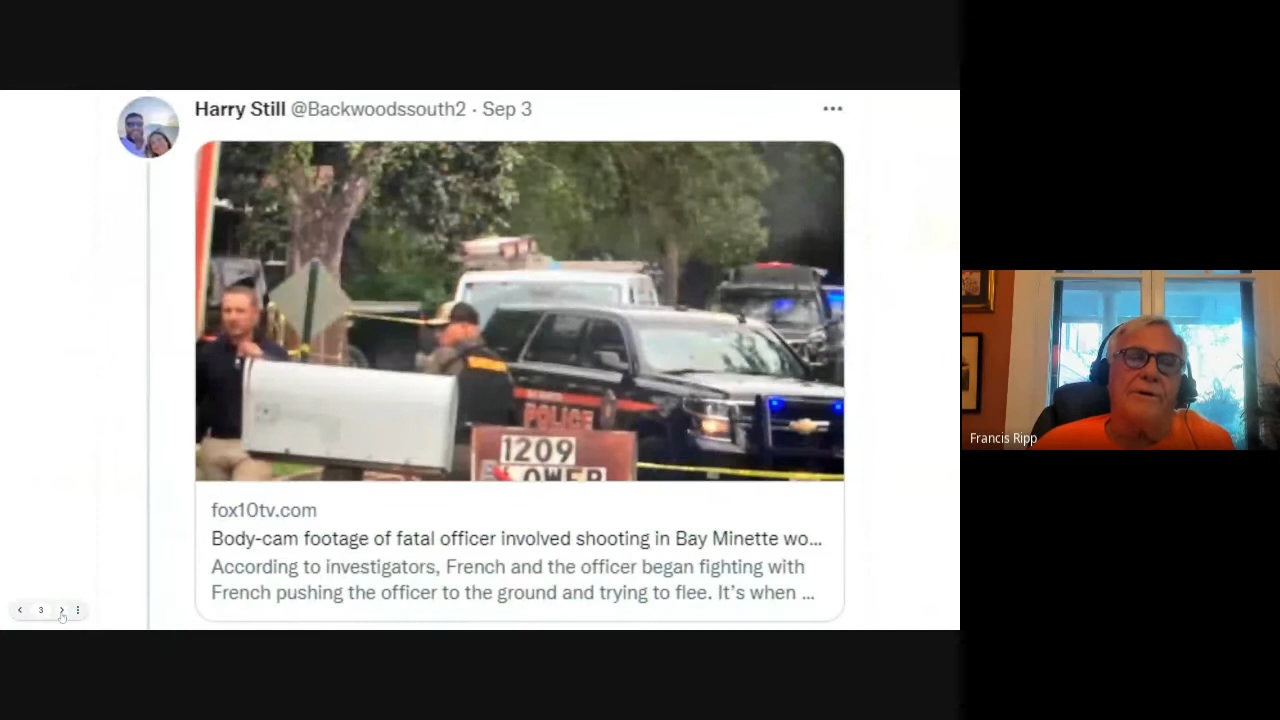 Harry Still @Backwoodssouth2 · Sep 3
POLICE
1209
fox10tv.com
Body-cam footage of fatal officer involved shooting in Bay Minette wo...
According to investigators, French and the officer began fighting with
French pushing the officer to the ground and trying to flee. It's when ...
3
Francis Ripp